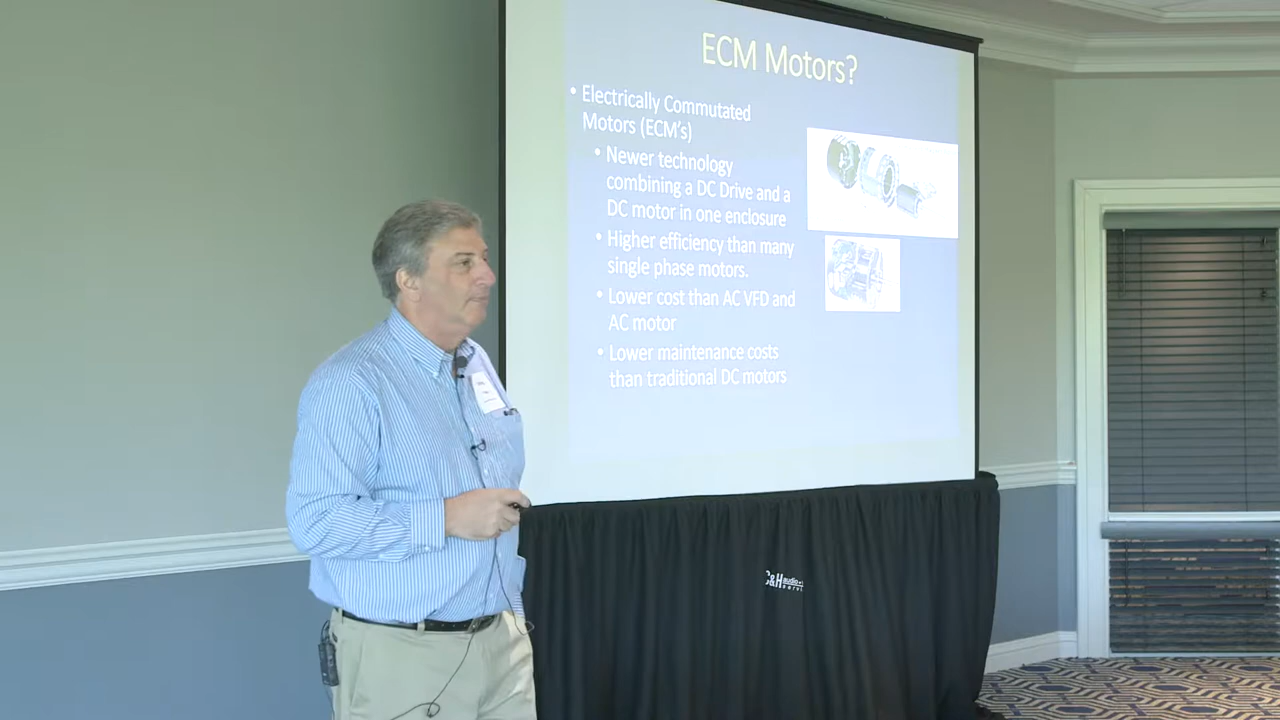 ECM Motors?
• Electrically Commutated
Motors (ECM's)
• Newer technology
combining a DC Drive and a
DC motor in one enclosure
• Higher efficiency than many
single phase motors.
• Lower cost than AC VFD and
AC motor
• Lower maintenance costs
than traditional DC motors
&H audio